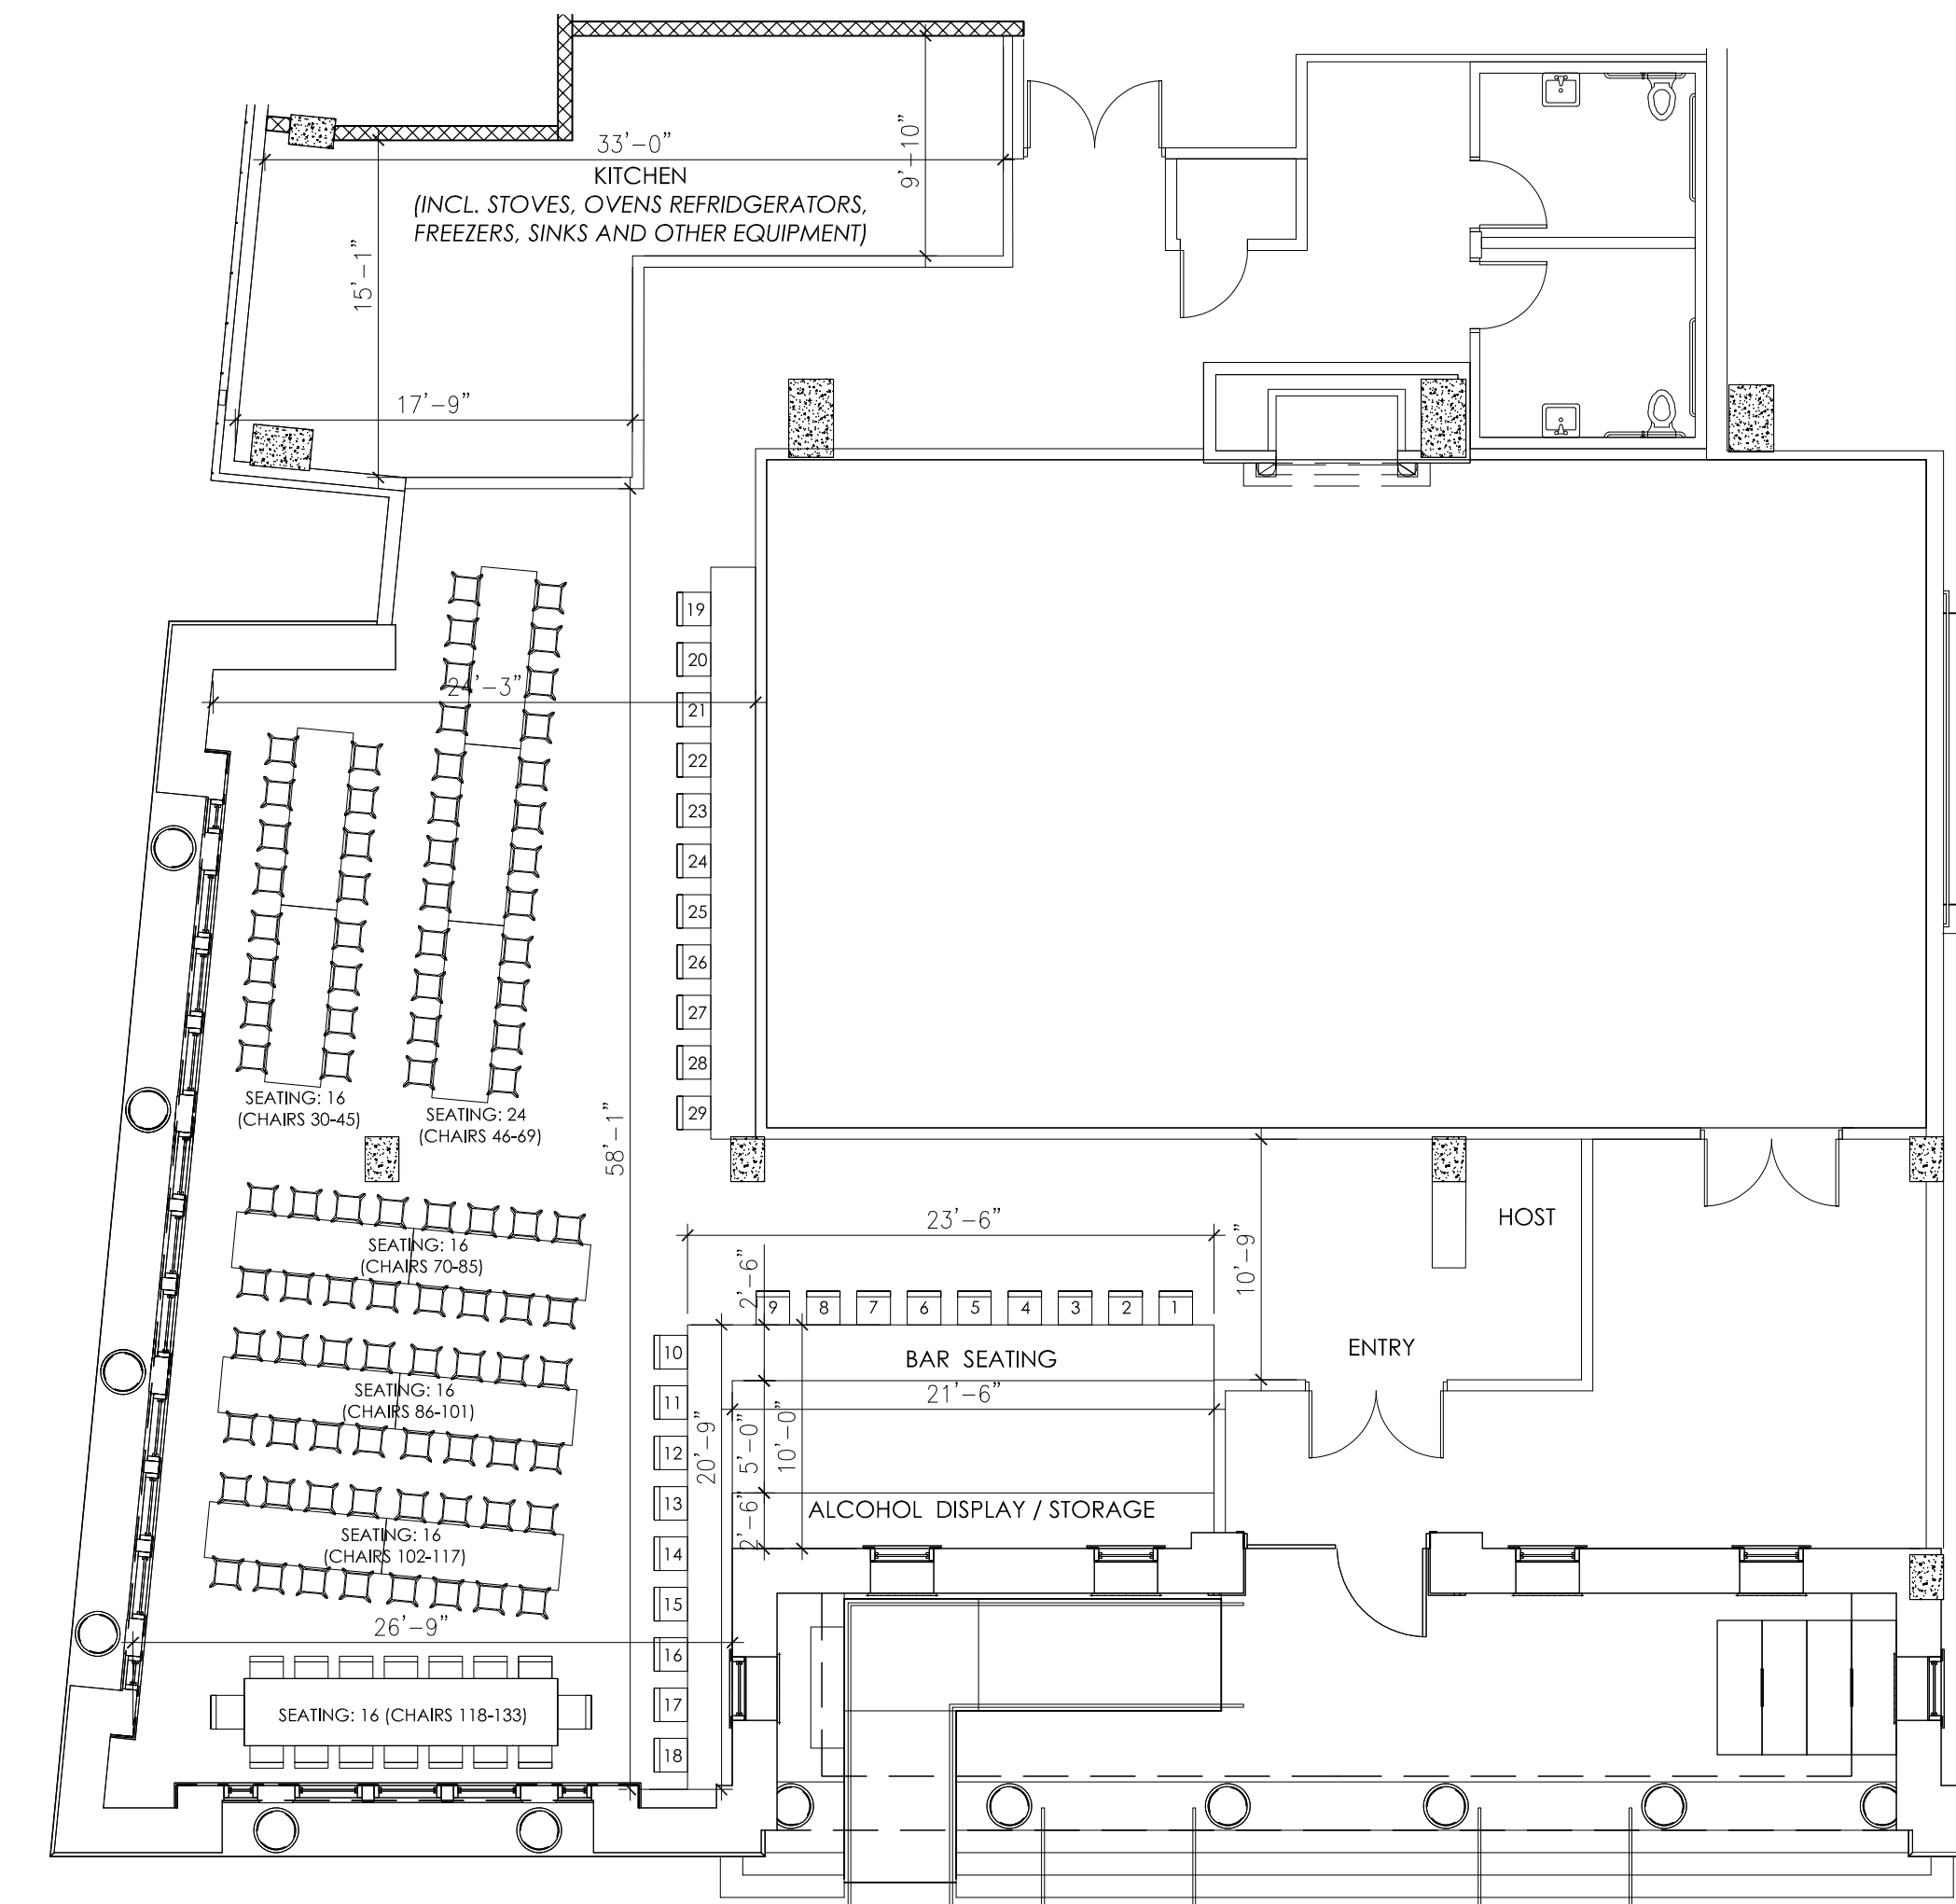 33'-0"
9'-10"
KITCHEN
(INCL. STOVES, OVENS REFRIDGERATORS,
FREEZERS, SINKS AND OTHER EQUIPMENT)
15'-1"
17'-9"
24'-3"
19
20
21
22
23
24
25
26
27
28
29
SEATING: 16
(CHAIRS 30-45)
SEATING: 24
(CHAIRS 46-69)
58'-1"
SEATING: 16
(CHAIRS 70-85)
23'-6"
2'-6"
10'-9"
HOST
9
8
7
6
5
4
3
2
1
ENTRY
BAR SEATING
21'-6"
10
11
12
13
14
15
16
17
18
20'-9"
5'-0"
10'-0"
2'-6"
ALCOHOL DISPLAY / STORAGE
SEATING: 16
(CHAIRS 86-101)
SEATING: 16
(CHAIRS 102-117)
26'-9"
SEATING: 16 (CHAIRS 118-133)